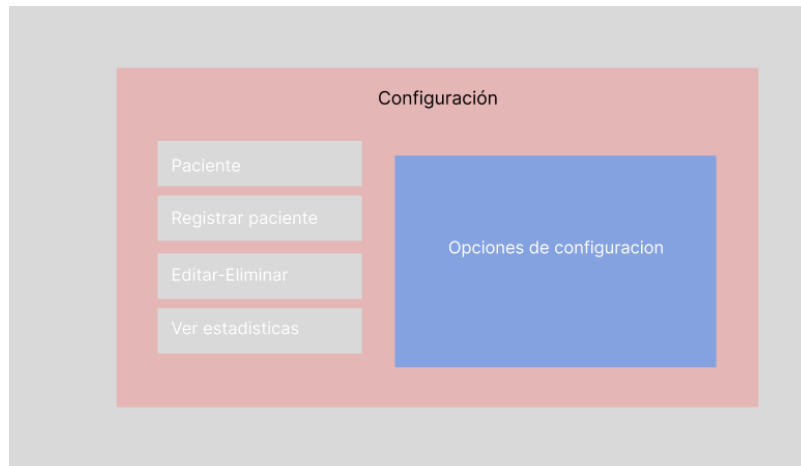 Configuración
Paciente
Registrar paciente
Editar-Eliminar
Ver estadisticas
Opciones de configuracion